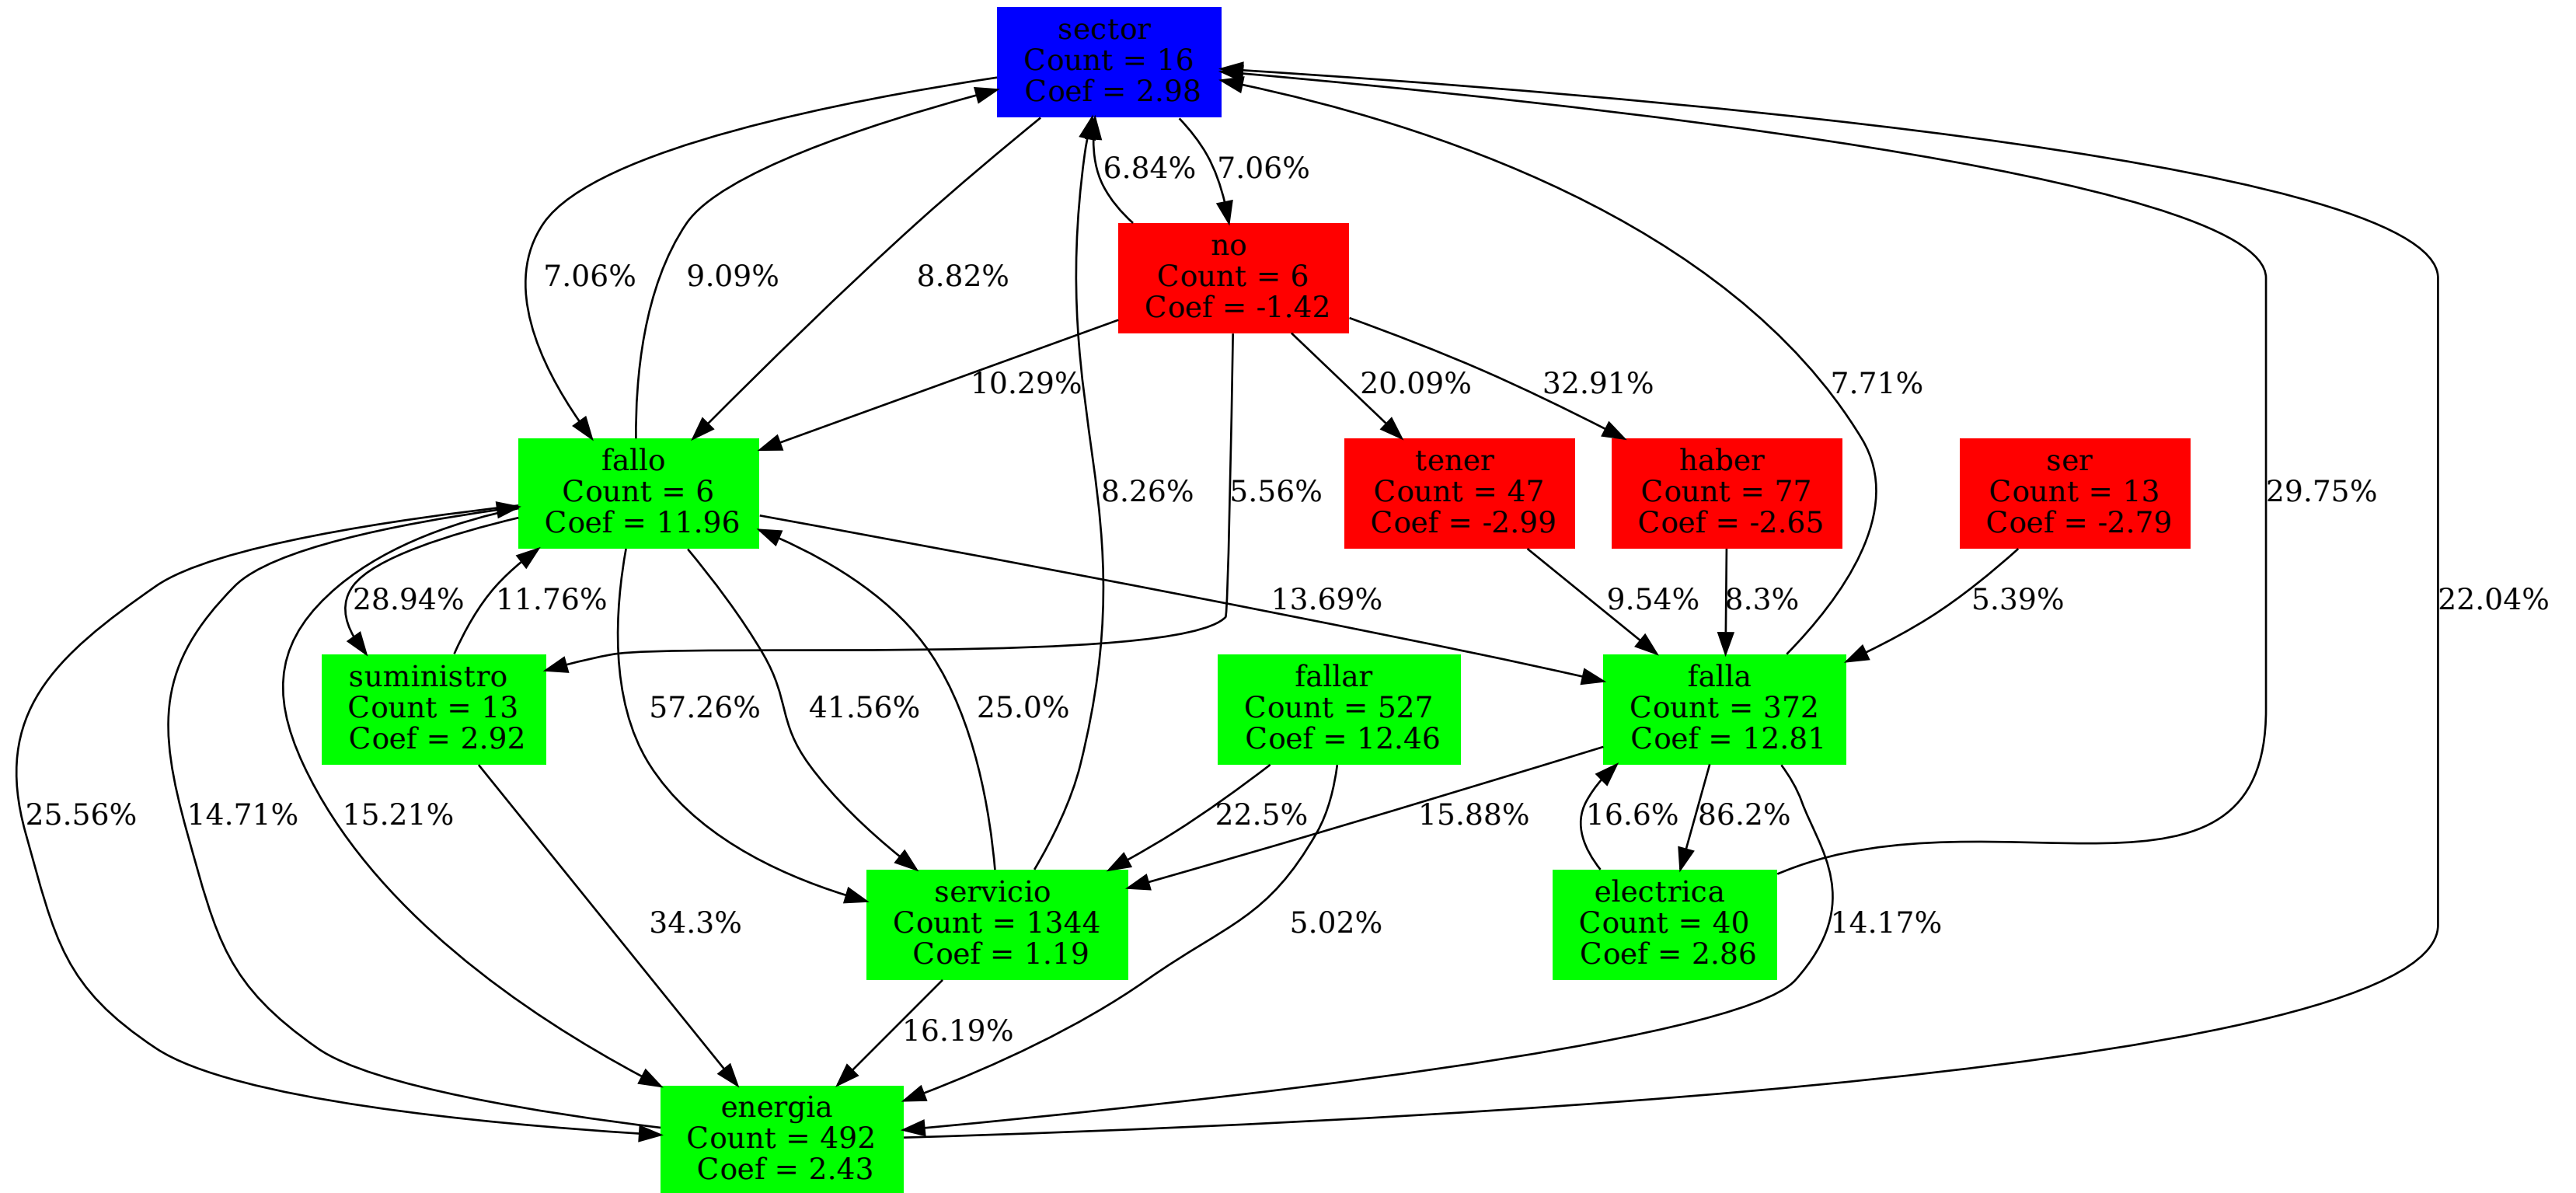 sector
Count = 16
Coef = 2.98
6.84%
7.06%
no
Count = 6
Coef = -1.42
7.06%
9.09%
8.82%
10.29%
20.09%
32.91%
7.71%
fallo
Count = 6
Coef = 11.96
8.26%
5.56%
tener
Count = 47
Coef = -2.99
haber
Count = 77
Coef = -2.65
ser
Count = 13
Coef = -2.79
29.75%
28.94%
11.76%
13.69%
9.54%
8.3%
5.39%
22.04%
suministro
Count = 13
Coef = 2.92
57.26%
41.56%
25.0%
fallar
Count = 527
Coef = 12.46
falla
Count = 372
Coef = 12.81
25.56%
14.71%
15.21%
22.5%
15.88%
16.6%
86.2%
34.3%
servicio
Count = 1344
Coef = 1.19
5.02%
electrica
Count = 40
Coef = 2.86
14.17%
16.19%
energia
Count = 492
Coef = 2.43